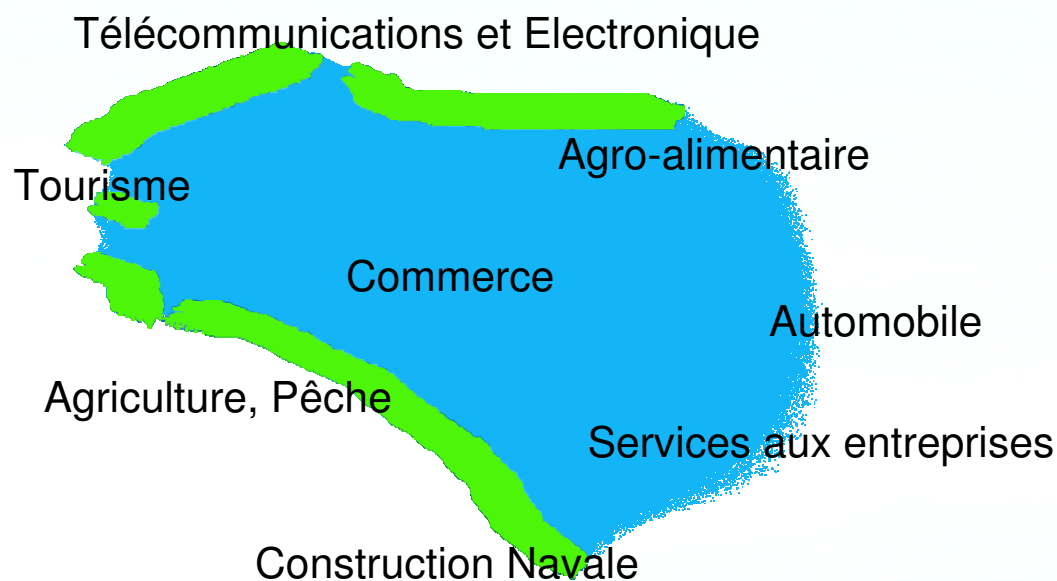 Télécommunications et Electronique
Agro-alimentaire
Tourisme
Commerce
Automobile
Agriculture, Pêche
Services aux entreprises
Construction Navale